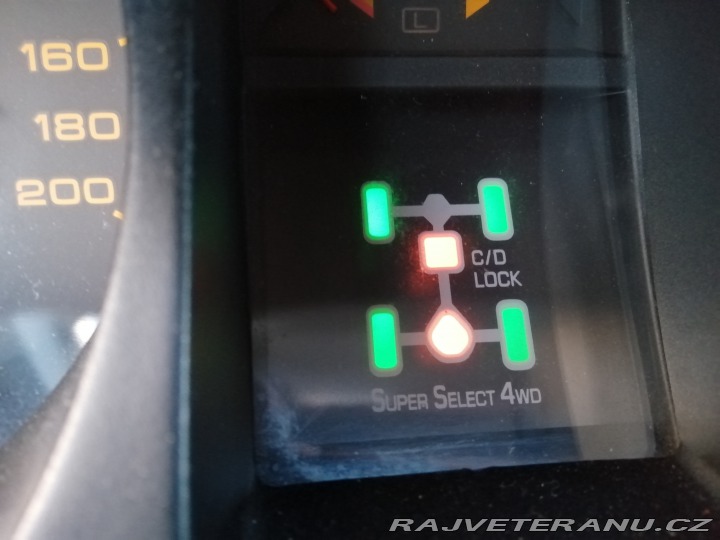 L
160
180
200
C/D
LOCK
SUPER SELECT 4WD
RAJVETERANU.CZ